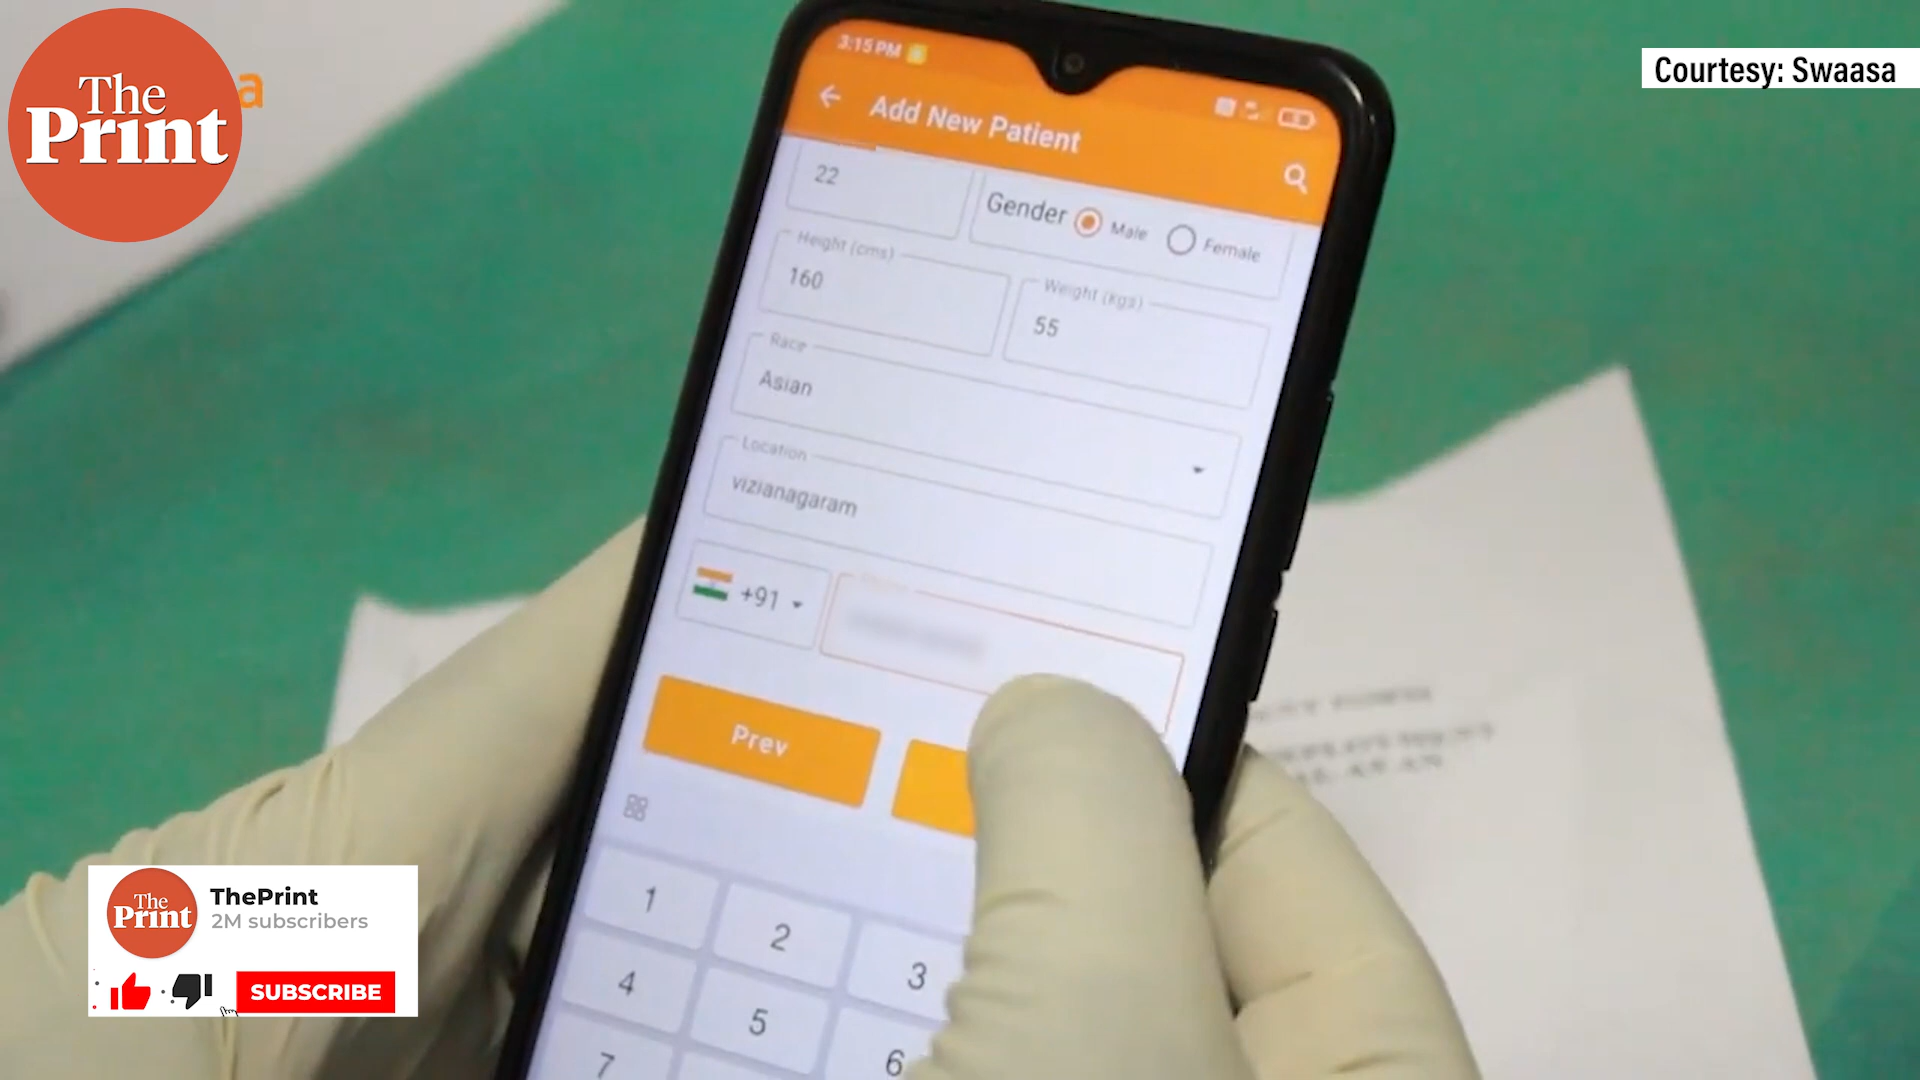 The
Print
a
Courtesy: Swaasa
3:15 PM
Add New Patient
22
Gender Male Female
Height (cms)
160
Weight (kgs)
55
Race
Asian
Location
vizianagaram
+91
Prev
1
2
3
4
5
6
7
The
Print
ThePrint
2M subscribers
SUBSCRIBE